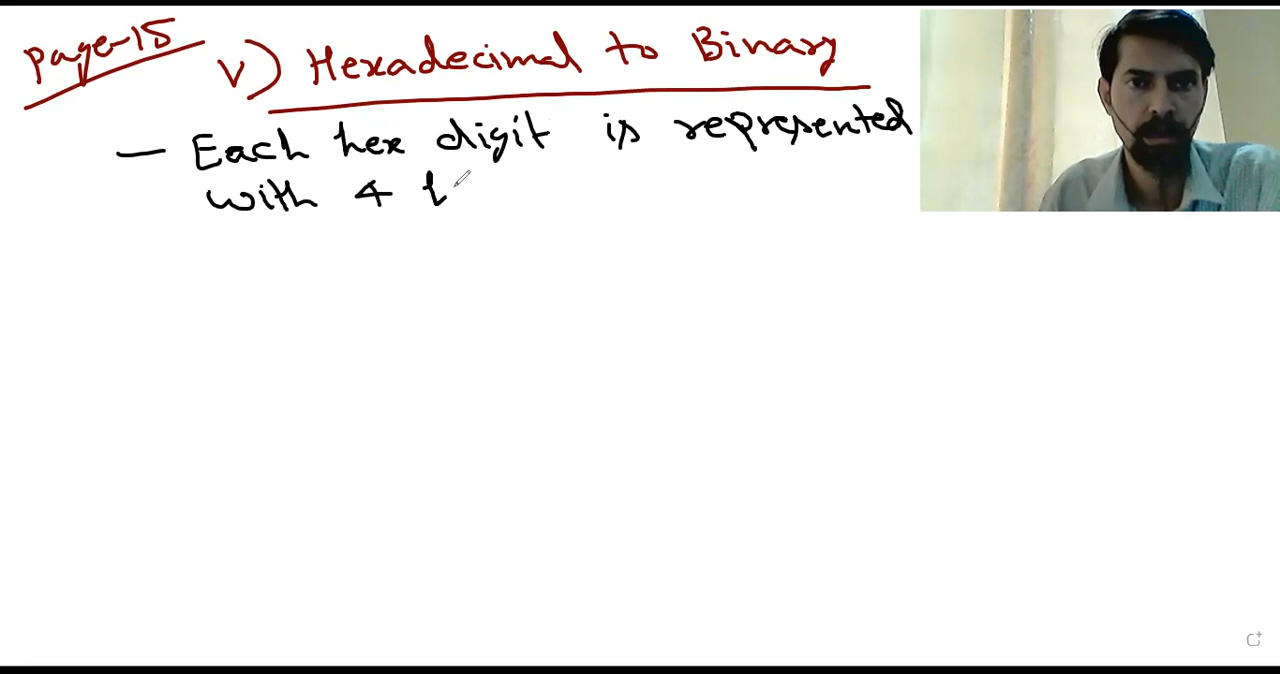 Page-15
v) Hexadecimal to Binary
— Each hex digit is represented
with 4